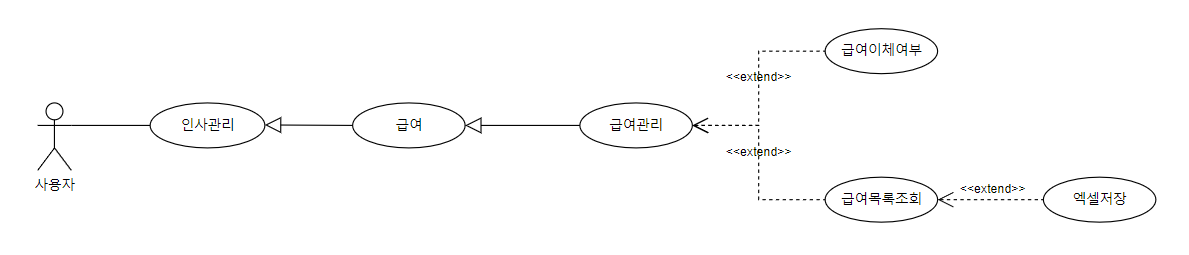 급여이체여부
<<extend>>
인사관리
급여
급여관리
<<extend>>
사용자
급여목록조회
<<extend>>
엑셀저장